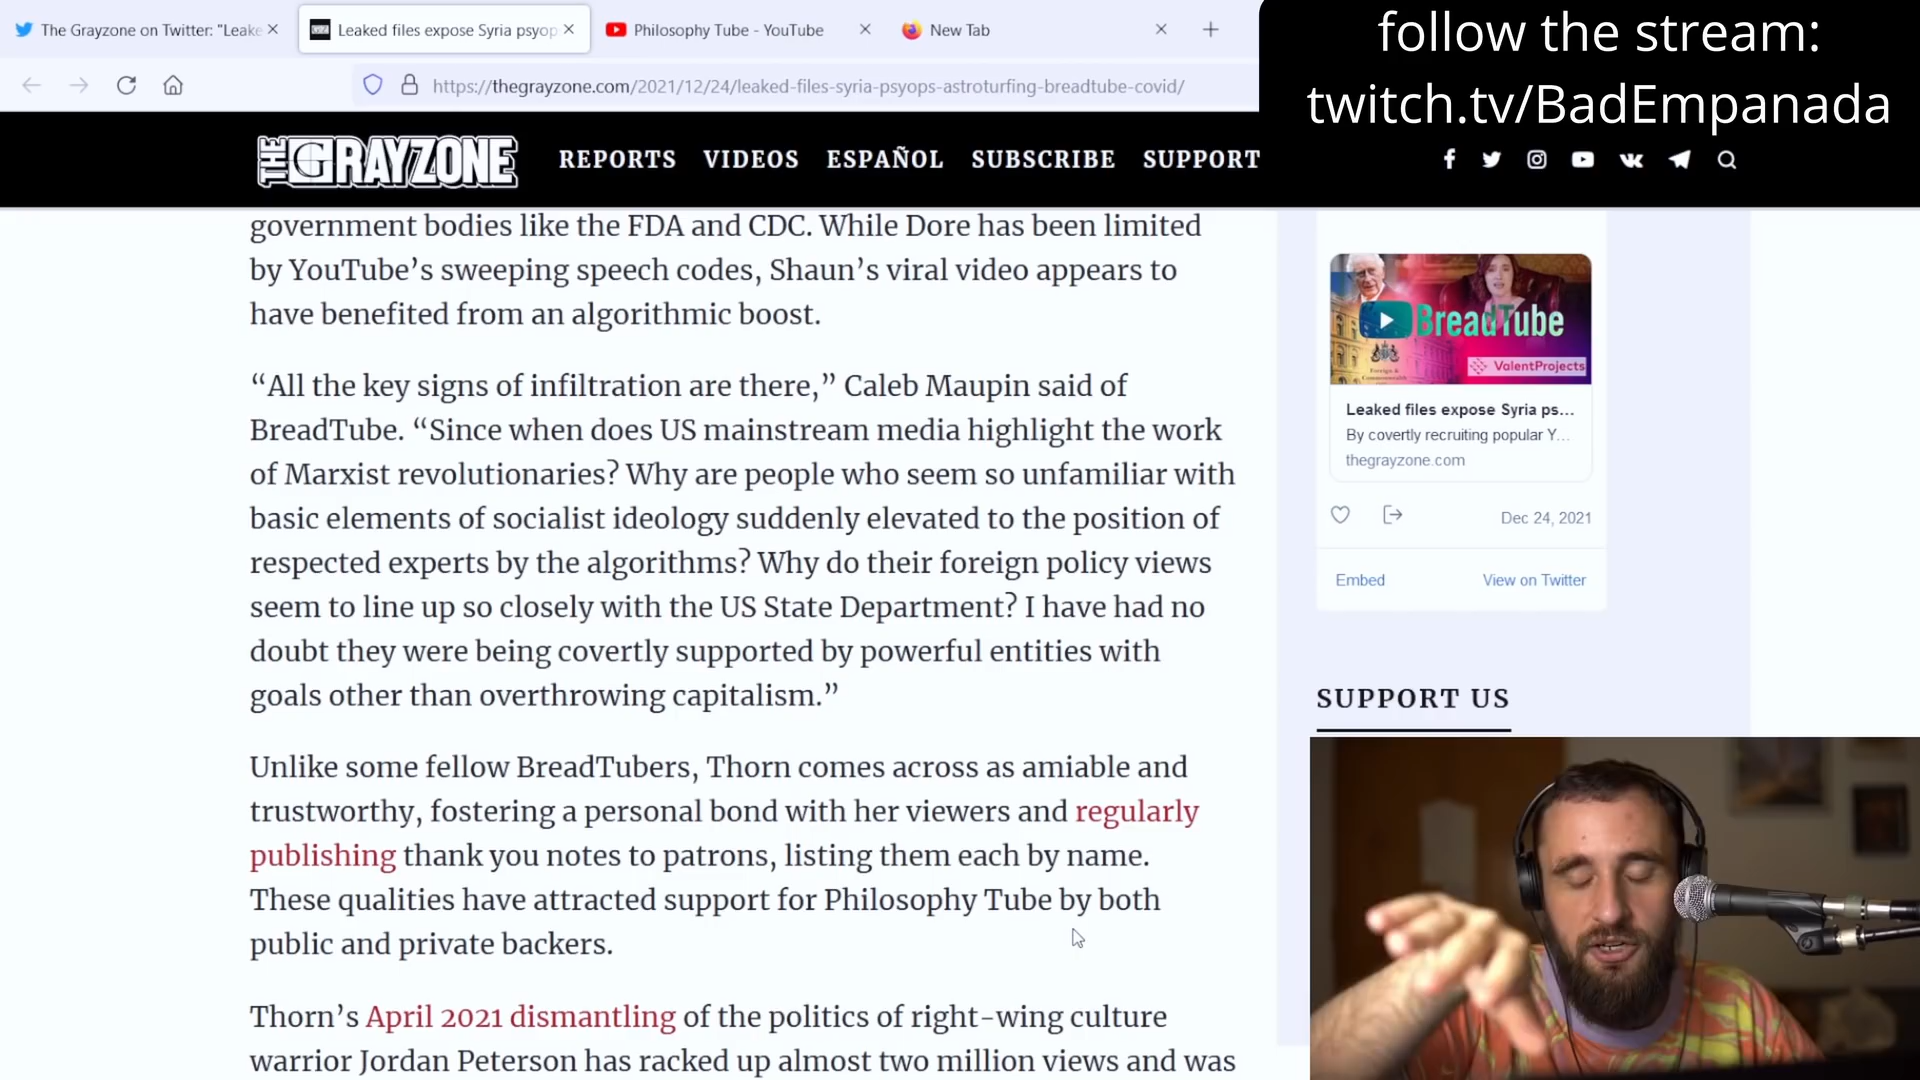 The Grayzone on Twitter: "Leake
Leaked files expose Syria psyop
Philosophy Tube - YouTube
New Tab
follow the stream:
twitch.tv/BadEmpanada
https://thegrayzone.com/2021/12/24/leaked-files-syria-psyops-astroturfing-breadtube-covid/
THE GRAYZONE
REPORTS VIDEOS ESPAÑOL SUBSCRIBE SUPPORT
government bodies like the FDA and CDC. While Dore has been limited
by YouTube’s sweeping speech codes, Shaun’s viral video appears to
have benefited from an algorithmic boost.
“All the key signs of infiltration are there,” Caleb Maupin said of
BreadTube. “Since when does US mainstream media highlight the work
of Marxist revolutionaries? Why are people who seem so unfamiliar with
basic elements of socialist ideology suddenly elevated to the position of
respected experts by the algorithms? Why do their foreign policy views
seem to line up so closely with the US State Department? I have had no
doubt they were being covertly supported by powerful entities with
goals other than overthrowing capitalism.”
Unlike some fellow BreadTubers, Thorn comes across as amiable and
trustworthy, fostering a personal bond with her viewers and regularly
publishing thank you notes to patrons, listing them each by name.
These qualities have attracted support for Philosophy Tube by both
public and private backers.
Thorn’s April 2021 dismantling of the politics of right-wing culture
warrior Jordan Peterson has racked up almost two million views and was
BreadTube
Foreign &
Commonwealth
ValentProjects
Leaked files expose Syria ps...
By covertly recruiting popular Y...
thegrayzone.com
Dec 24, 2021
Embed
View on Twitter
SUPPORT US